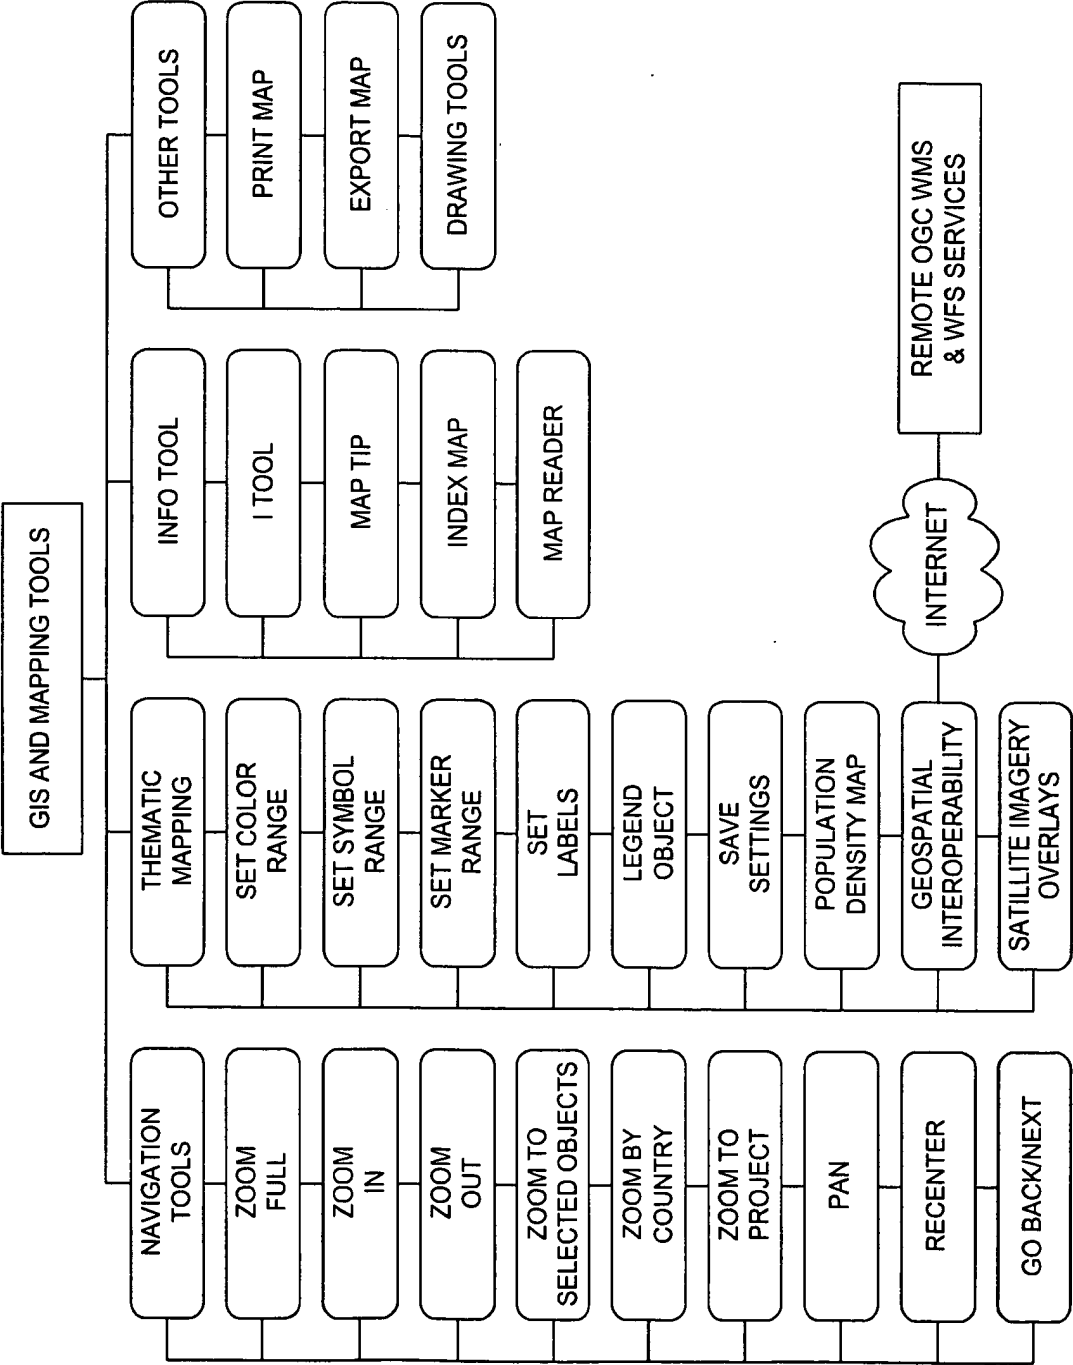 GIS AND MAPPING TOOLS
NAVIGATION
TOOLS
ZOOM
FULL
ZOOM
IN
ZOOM
OUT
ZOOM TO
SELECTED OBJECTS
ZOOM BY
COUNTRY
ZOOM TO
PROJECT
PAN
RECENTER
GO BACK/NEXT
THEMATIC
MAPPING
SET COLOR
RANGE
SET SYMBOL
RANGE
SET MARKER
RANGE
SET
LABELS
LEGEND
OBJECT
SAVE
SETTINGS
POPULATION
DENSITY MAP
GEOSPATIAL
INTEROPERABILITY
SATILLITE IMAGERY
OVERLAYS
INFO TOOL
I TOOL
MAP TIP
INDEX MAP
MAP READER
OTHER TOOLS
PRINT MAP
EXPORT MAP
DRAWING TOOLS
INTERNET
REMOTE OGC WMS
& WFS SERVICES